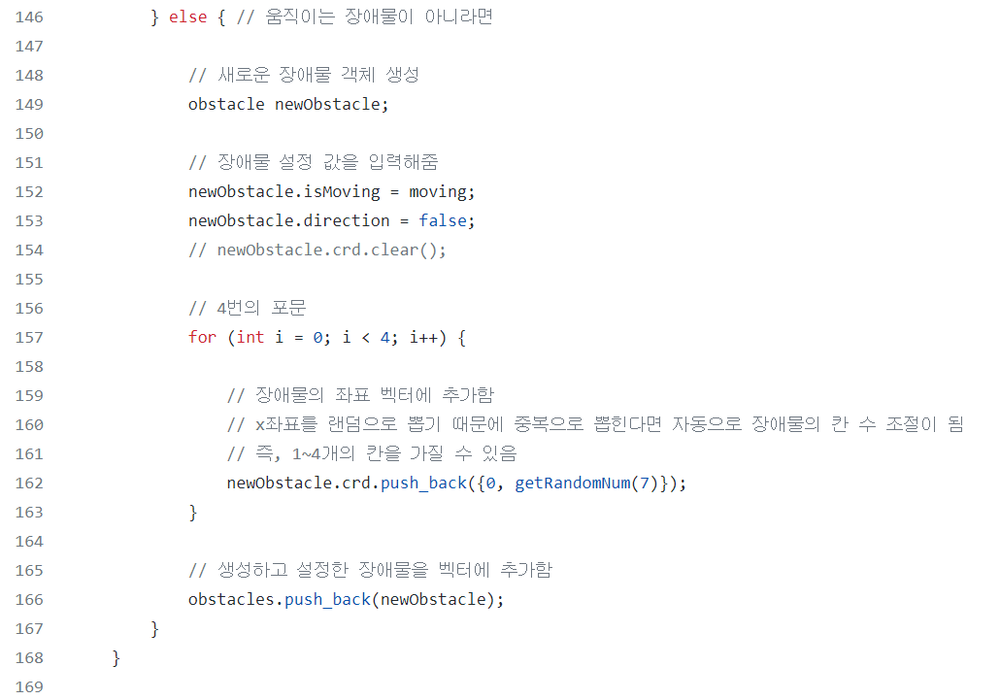 146 } else { // 움직이는 장애물이 아니라면
147
148 // 새로운 장애물 객체 생성
149 obstacle newObstacle;
150
151 // 장애물 설정 값을 입력해줌
152 newObstacle.isMoving = moving;
153 newObstacle.direction = false;
154 // newObstacle.crd.clear();
155
156 // 4번의 포문
157 for (int i = 0; i < 4; i++) {
158
159 // 장애물의 좌표 벡터에 추가함
160 // x좌표를 랜덤으로 뽑기 때문에 중복으로 뽑힌다면 자동으로 장애물의 칸 수 조절이 됨
161 // 즉, 1~4개의 칸을 가질 수 있음
162 newObstacle.crd.push_back({0, getRandomNum(7)});
163 }
164
165 // 생성하고 설정한 장애물을 벡터에 추가함
166 obstacles.push_back(newObstacle);
167 }
168 }
169